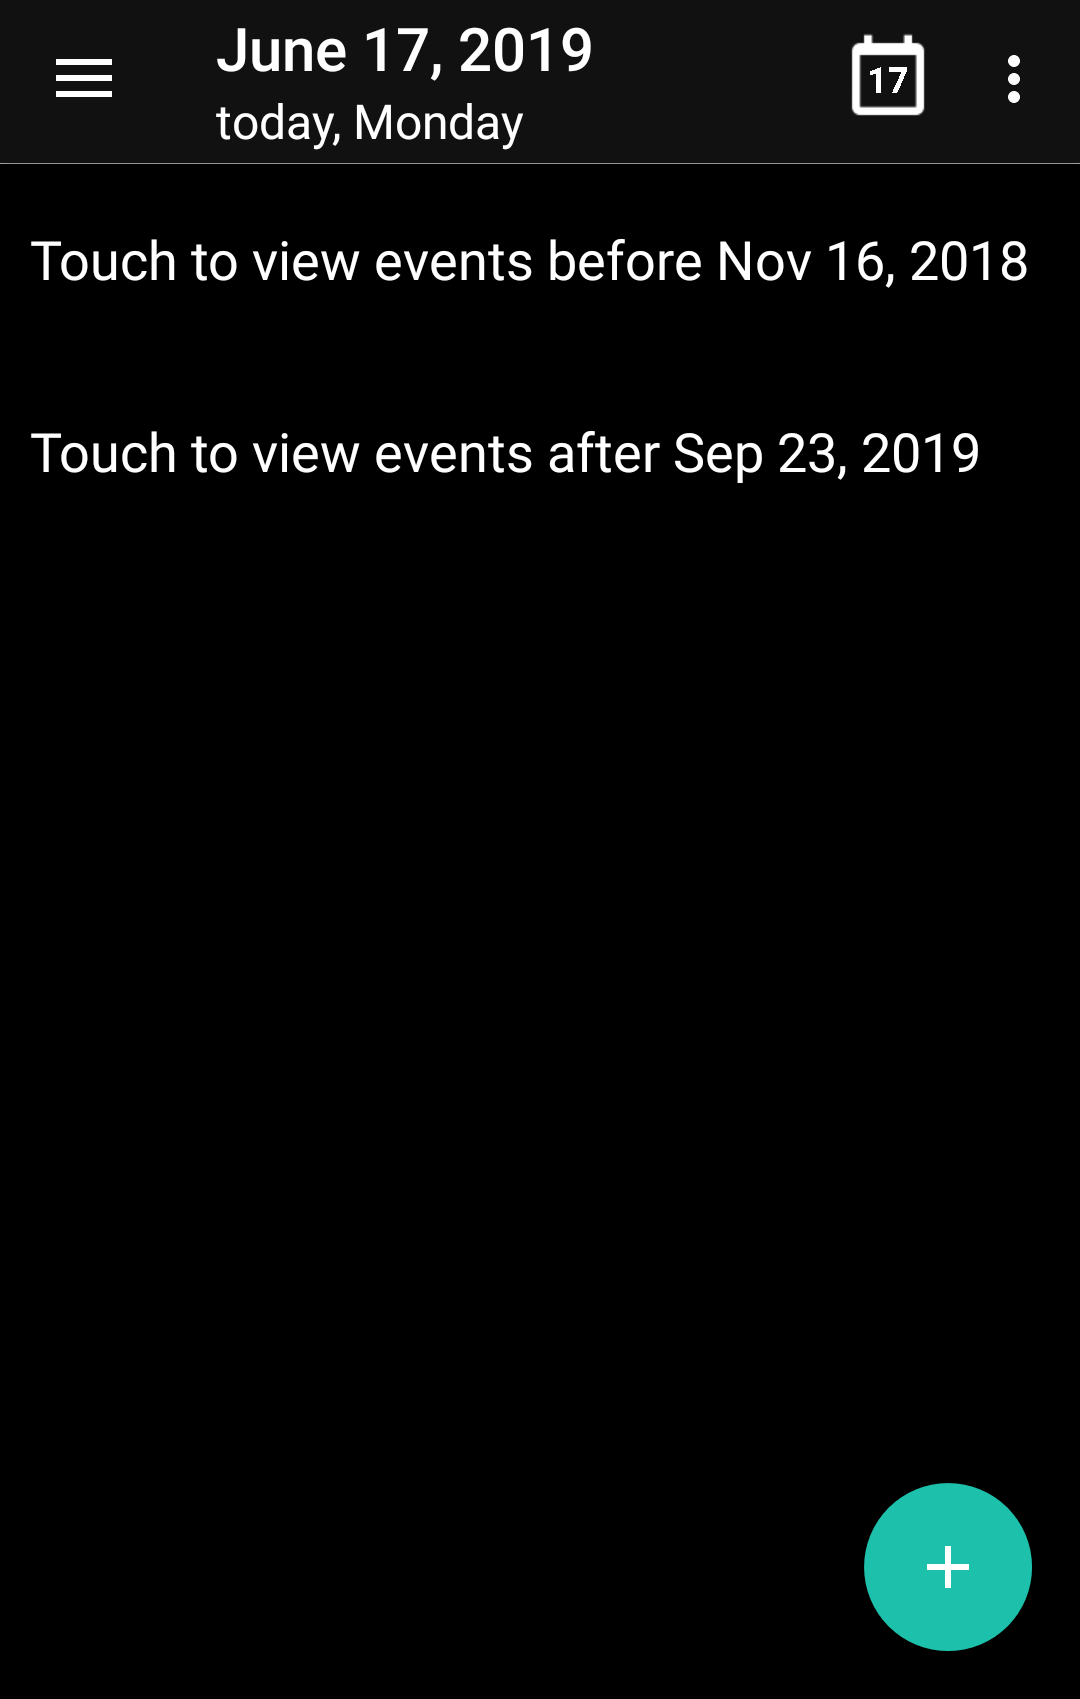 June 17, 2019
today, Monday
17
Touch to view events before Nov 16, 2018
Touch to view events after Sep 23, 2019